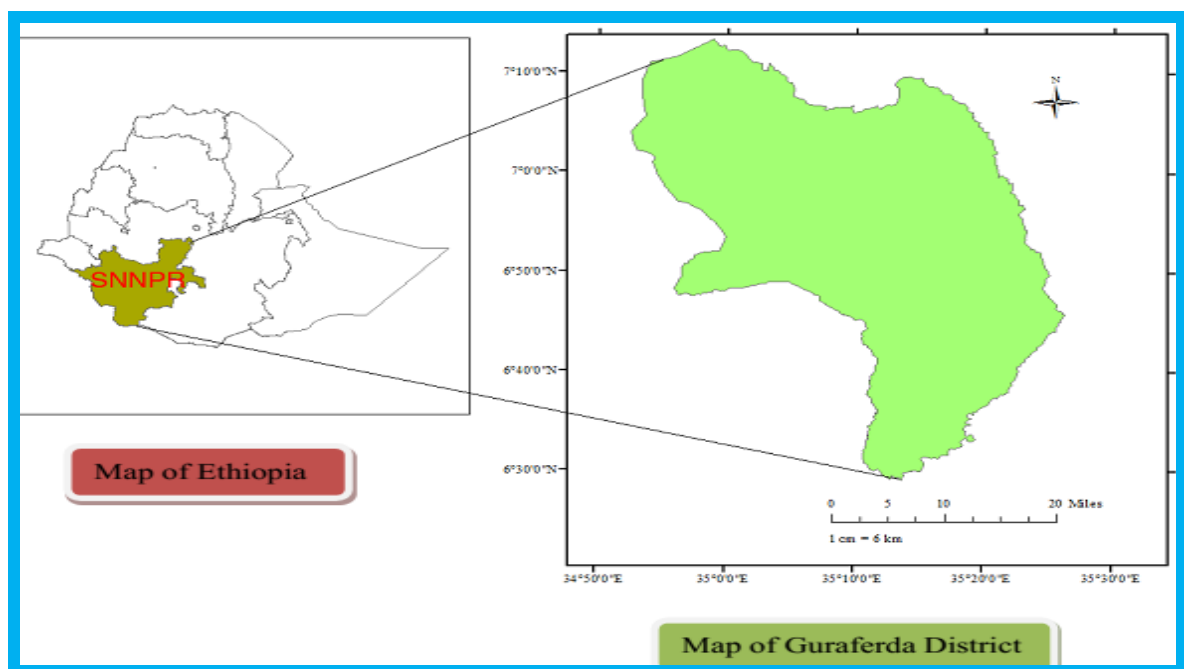 SNNPR
Map of Ethiopia
N
7°10'0"N
7°0'0"N
6°50'0"N
6°40'0"N
6°30'0"N
0 5 10 20 Miles
1 cm = 6 km
34°50'0"E 35°0'0"E 35°10'0"E 35°20'0"E 35°30'0"E
Map of Guraferda District